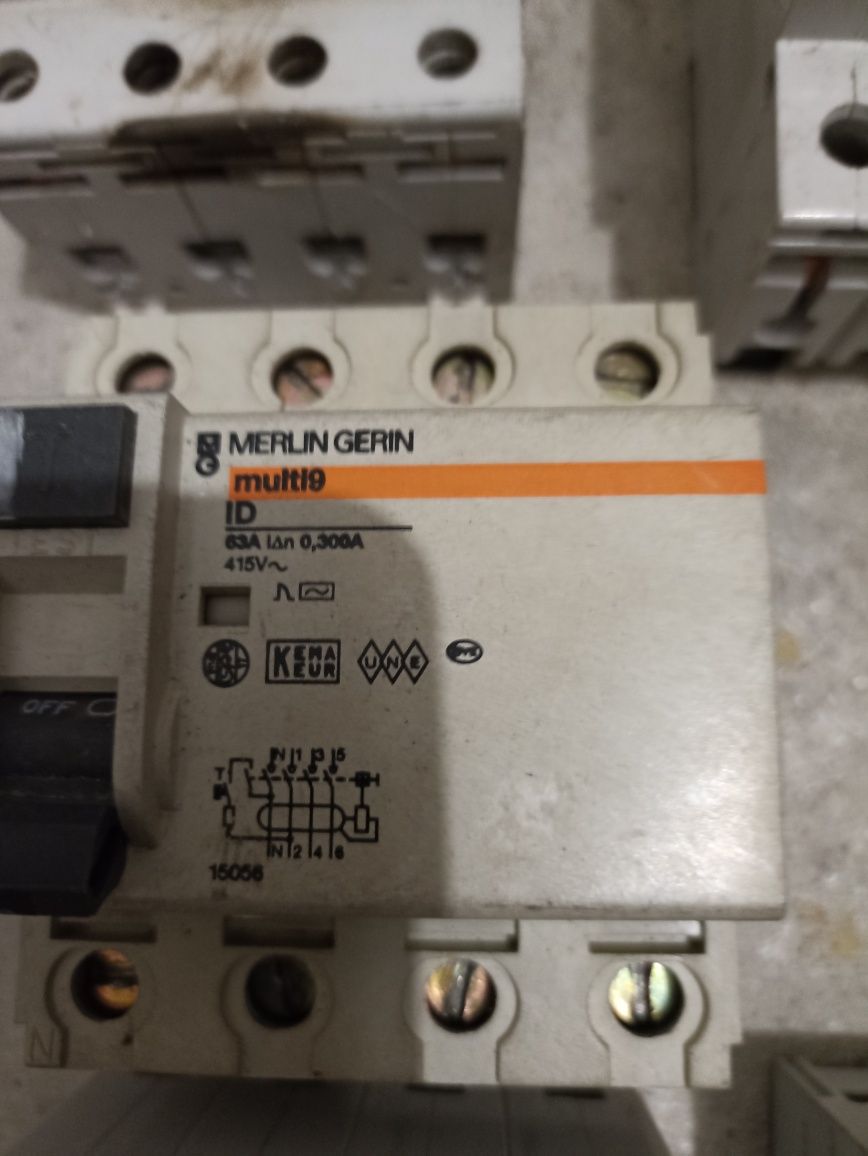 MERLIN GERIN
multi9
ID
63A IΔn 0,300A
415V~
KEMA
KEUR
UNE
OFF
N 1 3 5
T
N 2 4 6
15056
N